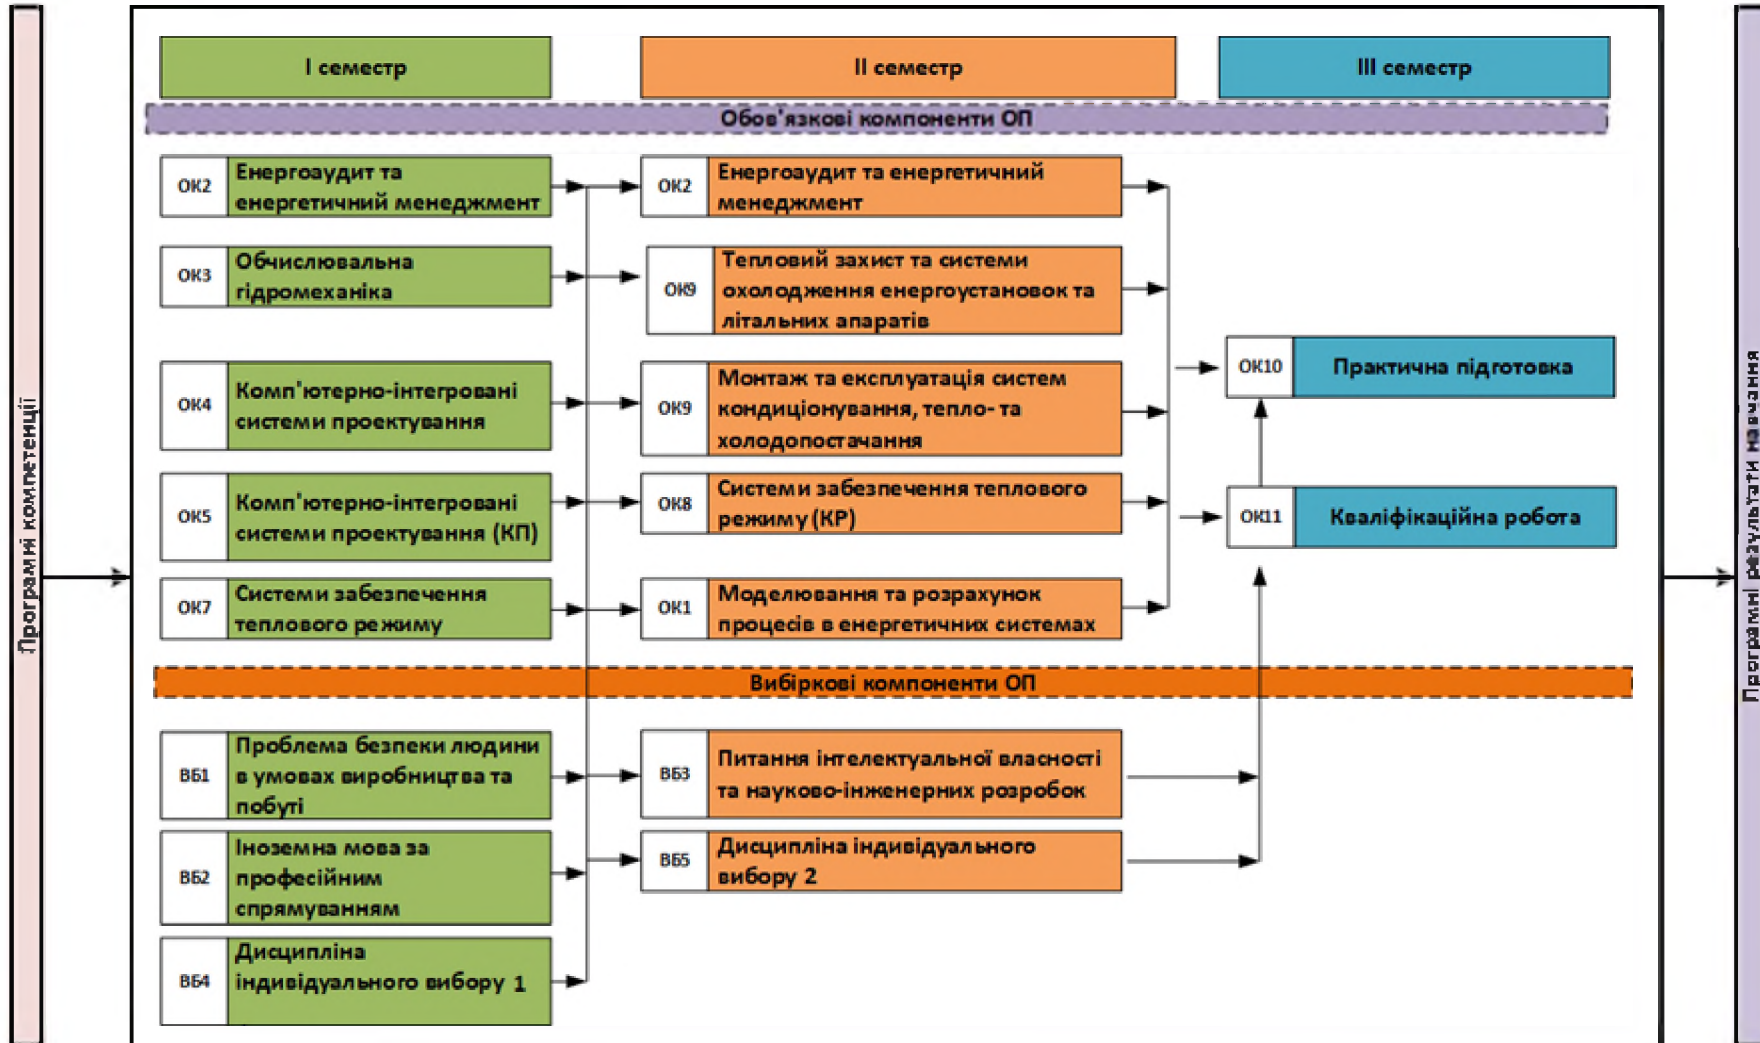 Програмні компетенції
I семестр
II семестр
III семестр
Обов'язкові компоненти ОП
ОК2
Енергоаудит та
енергетичний менеджмент
ОК3
Обчислювальна
гідромеханіка
ОК4
Комп'ютерно-інтегровані
системи проектування
ОК5
Комп'ютерно-інтегровані
системи проектування (КП)
ОК7
Системи забезпечення
теплового режиму
ОК2
Енергоаудит та енергетичний
менеджмент
ОК9
Тепловий захист та системи
охолодження енергоустановок та
літальних апаратів
ОК9
Монтаж та експлуатація систем
кондиціонування, тепло- та
холодопостачання
ОК8
Системи забезпечення теплового
режиму (КР)
ОК1
Моделювання та розрахунок
процесів в енергетичних системах
ОК10
Практична підготовка
ОК11
Кваліфікаційна робота
Вибіркові компоненти ОП
ВБ1
Проблема безпеки людини
в умовах виробництва та
побуті
ВБ2
Іноземна мова за
професійним
спрямуванням
ВБ4
Дисципліна
індивідуального вибору 1
ВБ3
Питання інтелектуальної власності
та науково-інженерних розробок
ВБ5
Дисципліна індивідуального
вибору 2
Програмні результати навчання